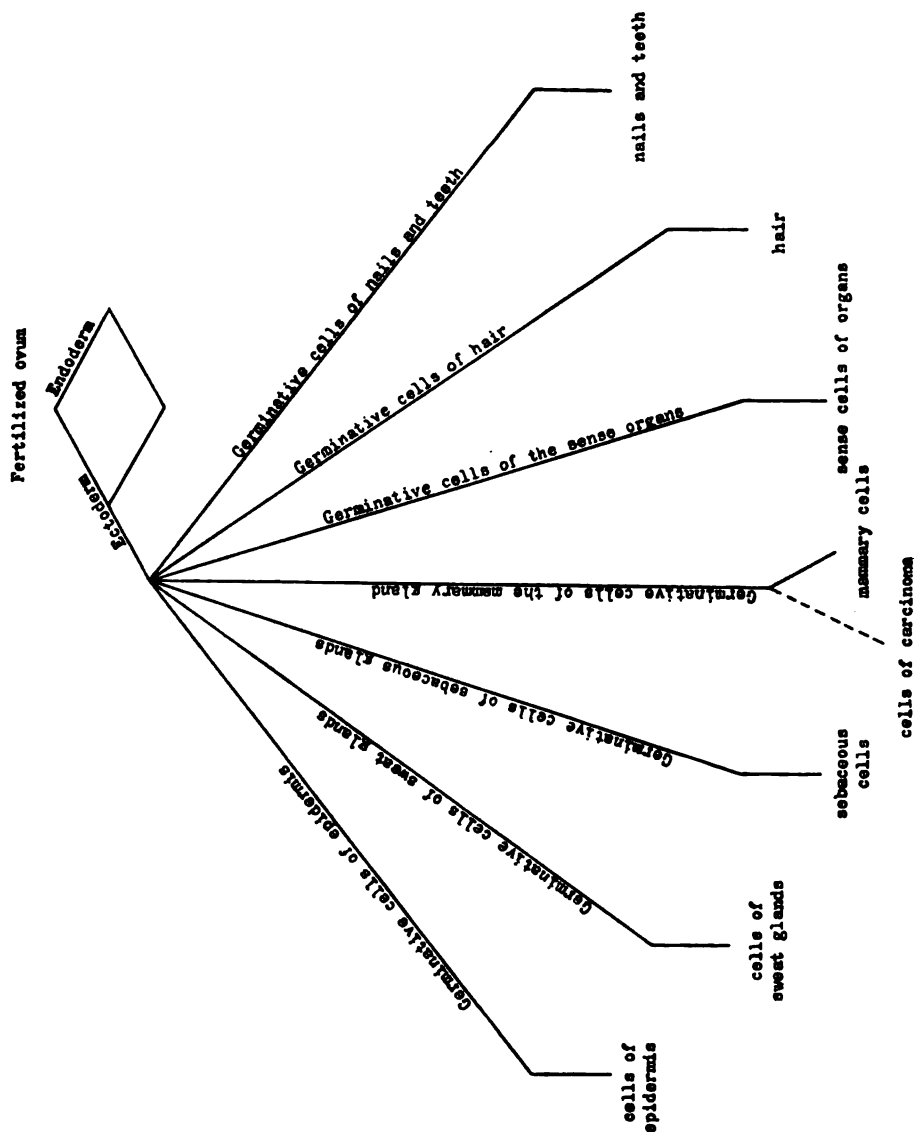 Fertilized ovum
Endoderm
Ectoderm
Germinative cells of nails and teeth
nails and teeth
Germinative cells of hair
hair
Germinative cells of the sense organs
sense cells of organs
Germinative cells of the mammary gland
mammary cells
cells of carcinoma
Germinative cells of sebaceous glands
sebaceous
cells
Germinative cells of sweat glands
cells of
sweat glands
Germinative cells of epidermis
cells of
epidermis